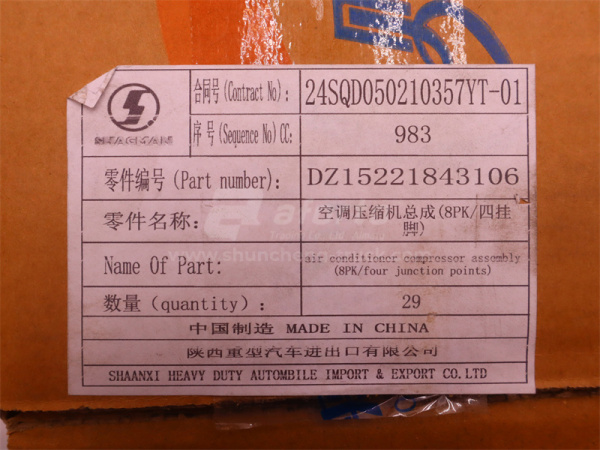 合同号(Contract No): 24SQD050210357YT-01
序号(Sequence No)CC: 983
SHACMAN
零件编号(Part number): DZ15221843106
零件名称: 空调压缩机总成(8PK/四挂
脚)
Name Of Part: air conditioner compressor assembly
(8PK/four junction points)
数量(quantity): 29
中国制造 MADE IN CHINA
陕西重型汽车进出口有限公司
SHAANXI HEAVY DUTY AUTOMBILE IMPORT & EXPORT CO.LTD